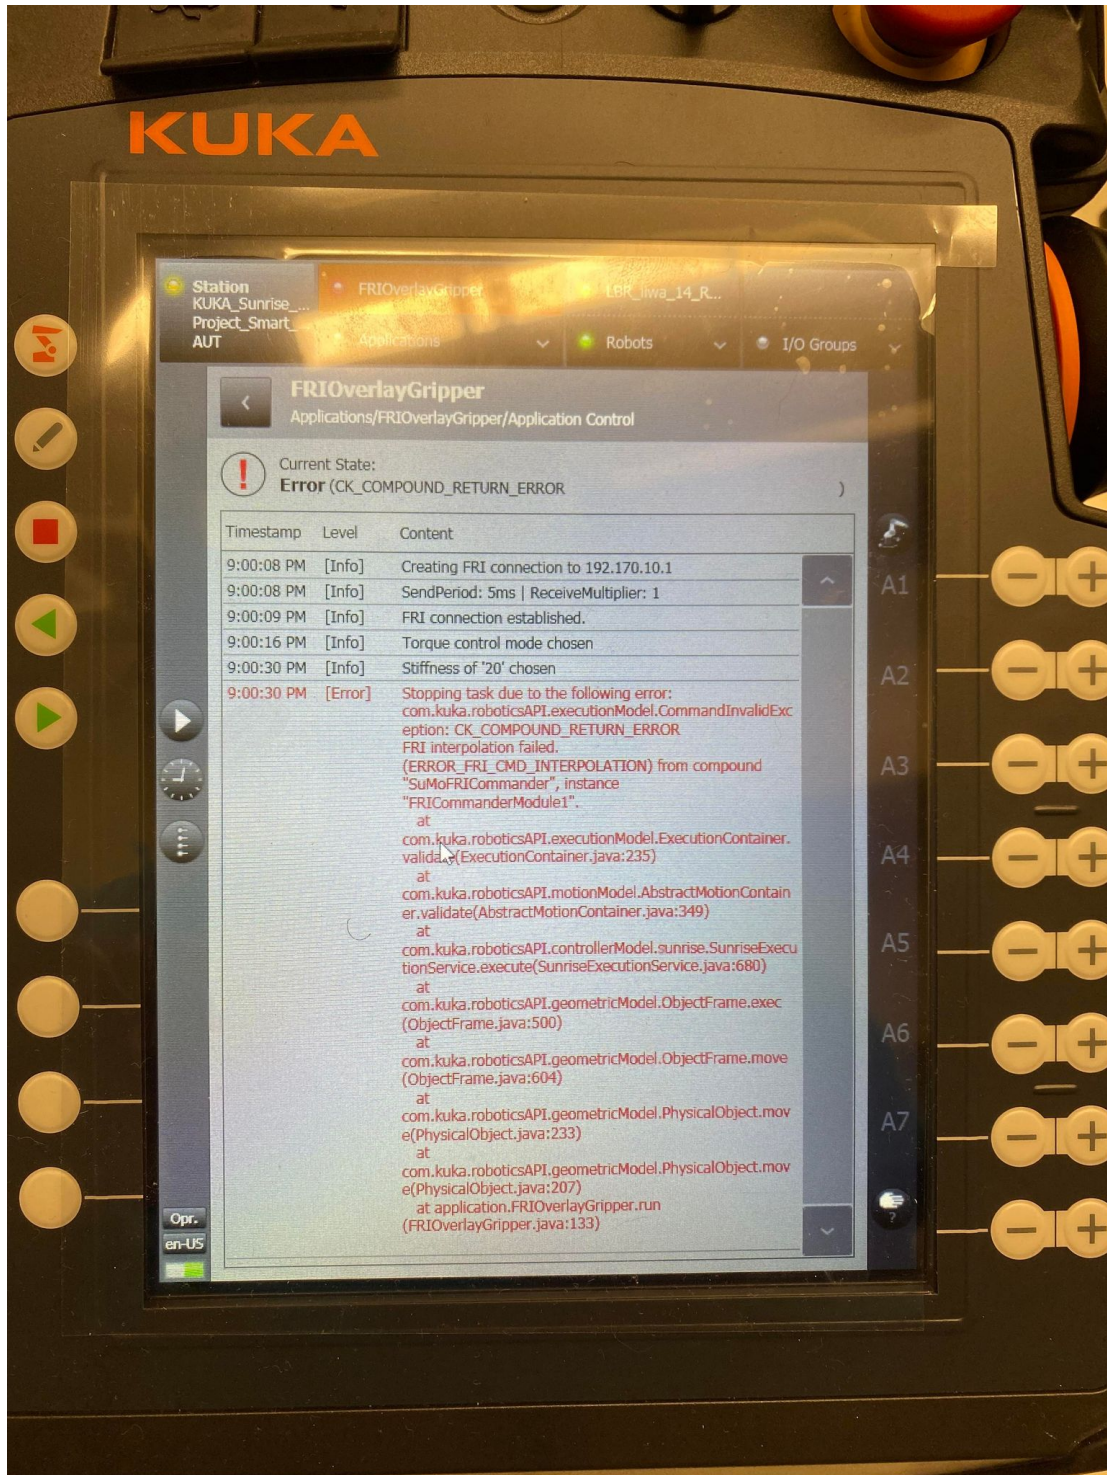 KUKA
Station
KUKA_Sunrise_...
Project_Smart_
AUT
FRIOverlayGripper
LBR_iiwa_14_R...
Applications
Robots
I/O Groups
FRIOverlayGripper
Applications/FRIOverlayGripper/Application Control
Current State:
Error (CK_COMPOUND_RETURN_ERROR )
Timestamp Level Content
9:00:08 PM [Info] Creating FRI connection to 192.170.10.1
9:00:08 PM [Info] SendPeriod: 5ms | ReceiveMultiplier: 1
9:00:09 PM [Info] FRI connection established.
9:00:16 PM [Info] Torque control mode chosen
9:00:30 PM [Info] Stiffness of '20' chosen
9:00:30 PM [Error] Stopping task due to the following error:
com.kuka.roboticsAPI.executionModel.CommandInvalidExc
eption: CK_COMPOUND_RETURN_ERROR
FRI interpolation failed.
(ERROR_FRI_CMD_INTERPOLATION) from compound
"SuMoFRICommander", instance
"FRICommanderModule1".
at
com.kuka.roboticsAPI.executionModel.ExecutionContainer.
validate(ExecutionContainer.java:235)
at
com.kuka.roboticsAPI.motionModel.AbstractMotionContain
er.validate(AbstractMotionContainer.java:349)
at
com.kuka.roboticsAPI.controllerModel.sunrise.SunriseExecu
tionService.execute(SunriseExecutionService.java:680)
at
com.kuka.roboticsAPI.geometricModel.ObjectFrame.exec
(ObjectFrame.java:500)
at
com.kuka.roboticsAPI.geometricModel.ObjectFrame.move
(ObjectFrame.java:604)
at
com.kuka.roboticsAPI.geometricModel.PhysicalObject.mov
e(PhysicalObject.java:233)
at
com.kuka.roboticsAPI.geometricModel.PhysicalObject.mov
e(PhysicalObject.java:207)
at application.FRIOverlayGripper.run
(FRIOverlayGripper.java:133)
A1
A2
A3
A4
A5
A6
A7
?
Opr.
en-US